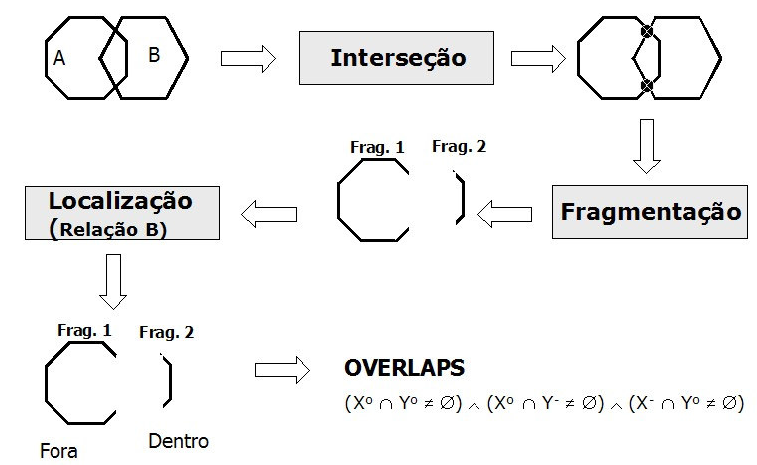 A
B
Interseção
Frag. 1 Frag. 2
Localização
(Relação B)
Fragmentação
Frag. 1 Frag. 2
Fora
Dentro
OVERLAPS
(Xº ∩ Yº ≠ ∅) ∧ (Xº ∩ Y⁻ ≠ ∅) ∧ (X⁻ ∩ Yº ≠ ∅)